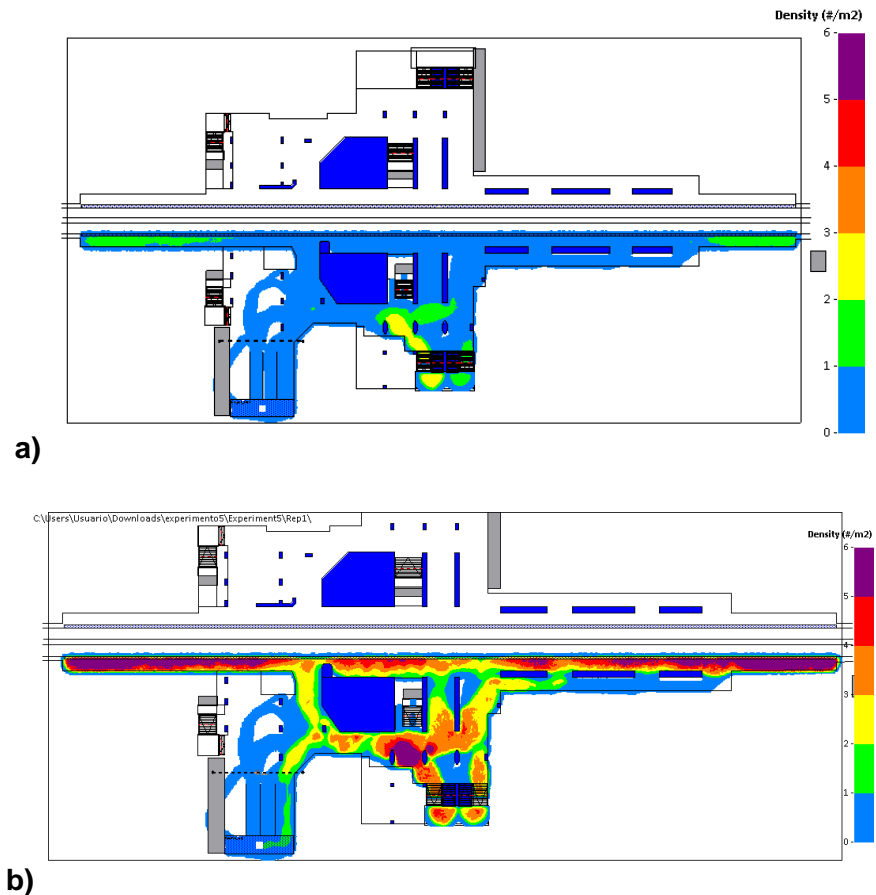 Density (#/m2)
6
5
4
3
2
1
0
a)
C:\Users\Usuario\Downloads\experimento5\Experiment5\Rep1\
Density (#/m2)
6
5
4
3
2
1
0
b)